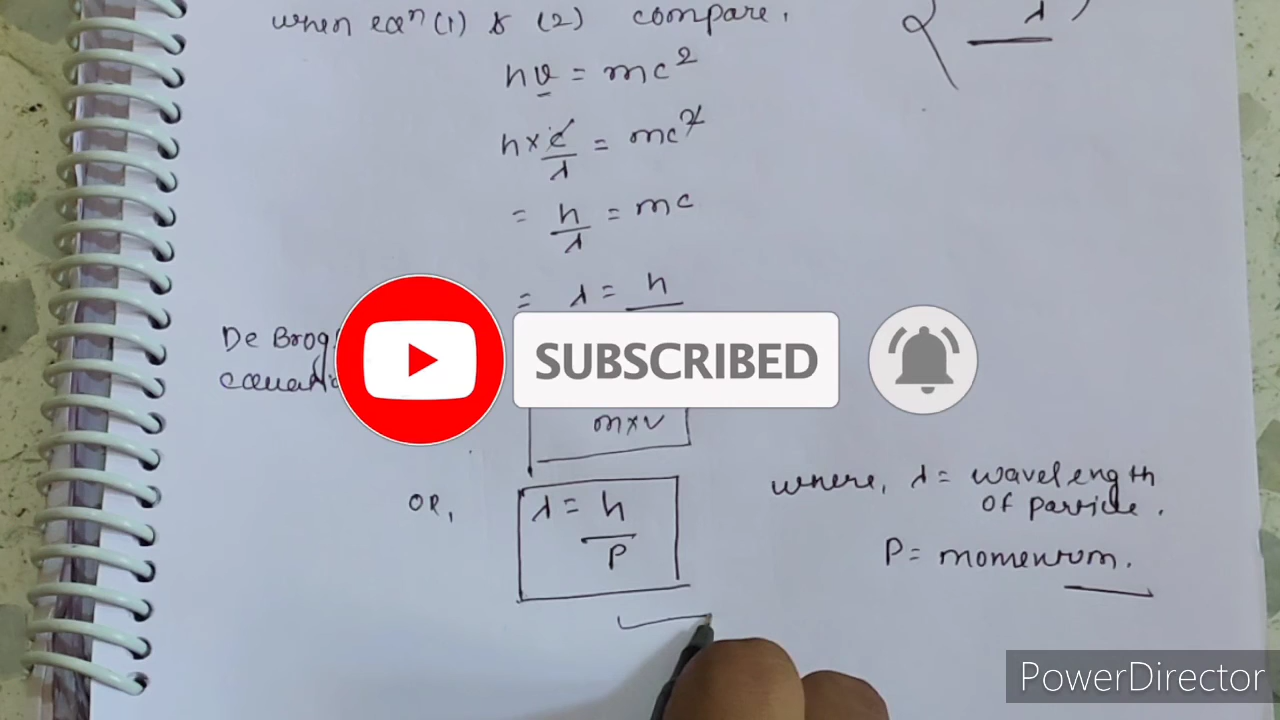 when eqn (1) & (2) compare.
λ
hν = mc²
h × c/λ = mc²
= h/λ = mc
= λ = h
De Brog
SUBSCRIBED
m×v
OR,
λ = h/P
where, λ = wavelength
of particle.
P = momentum.
PowerDirector